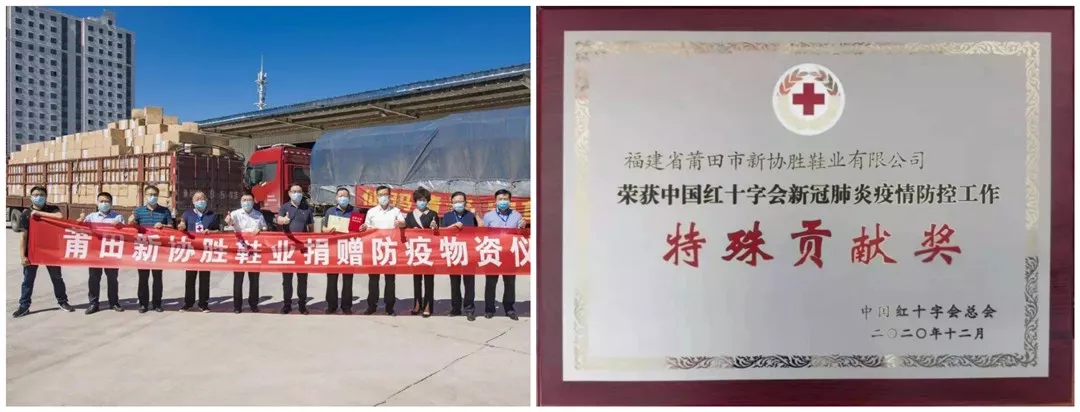 莆田新协胜鞋业捐赠防疫物资仪
福建省莆田市新协胜鞋业有限公司
荣获中国红十字会新冠肺炎疫情防控工作
特殊贡献奖
中国红十字会总会
二〇二〇年十二月